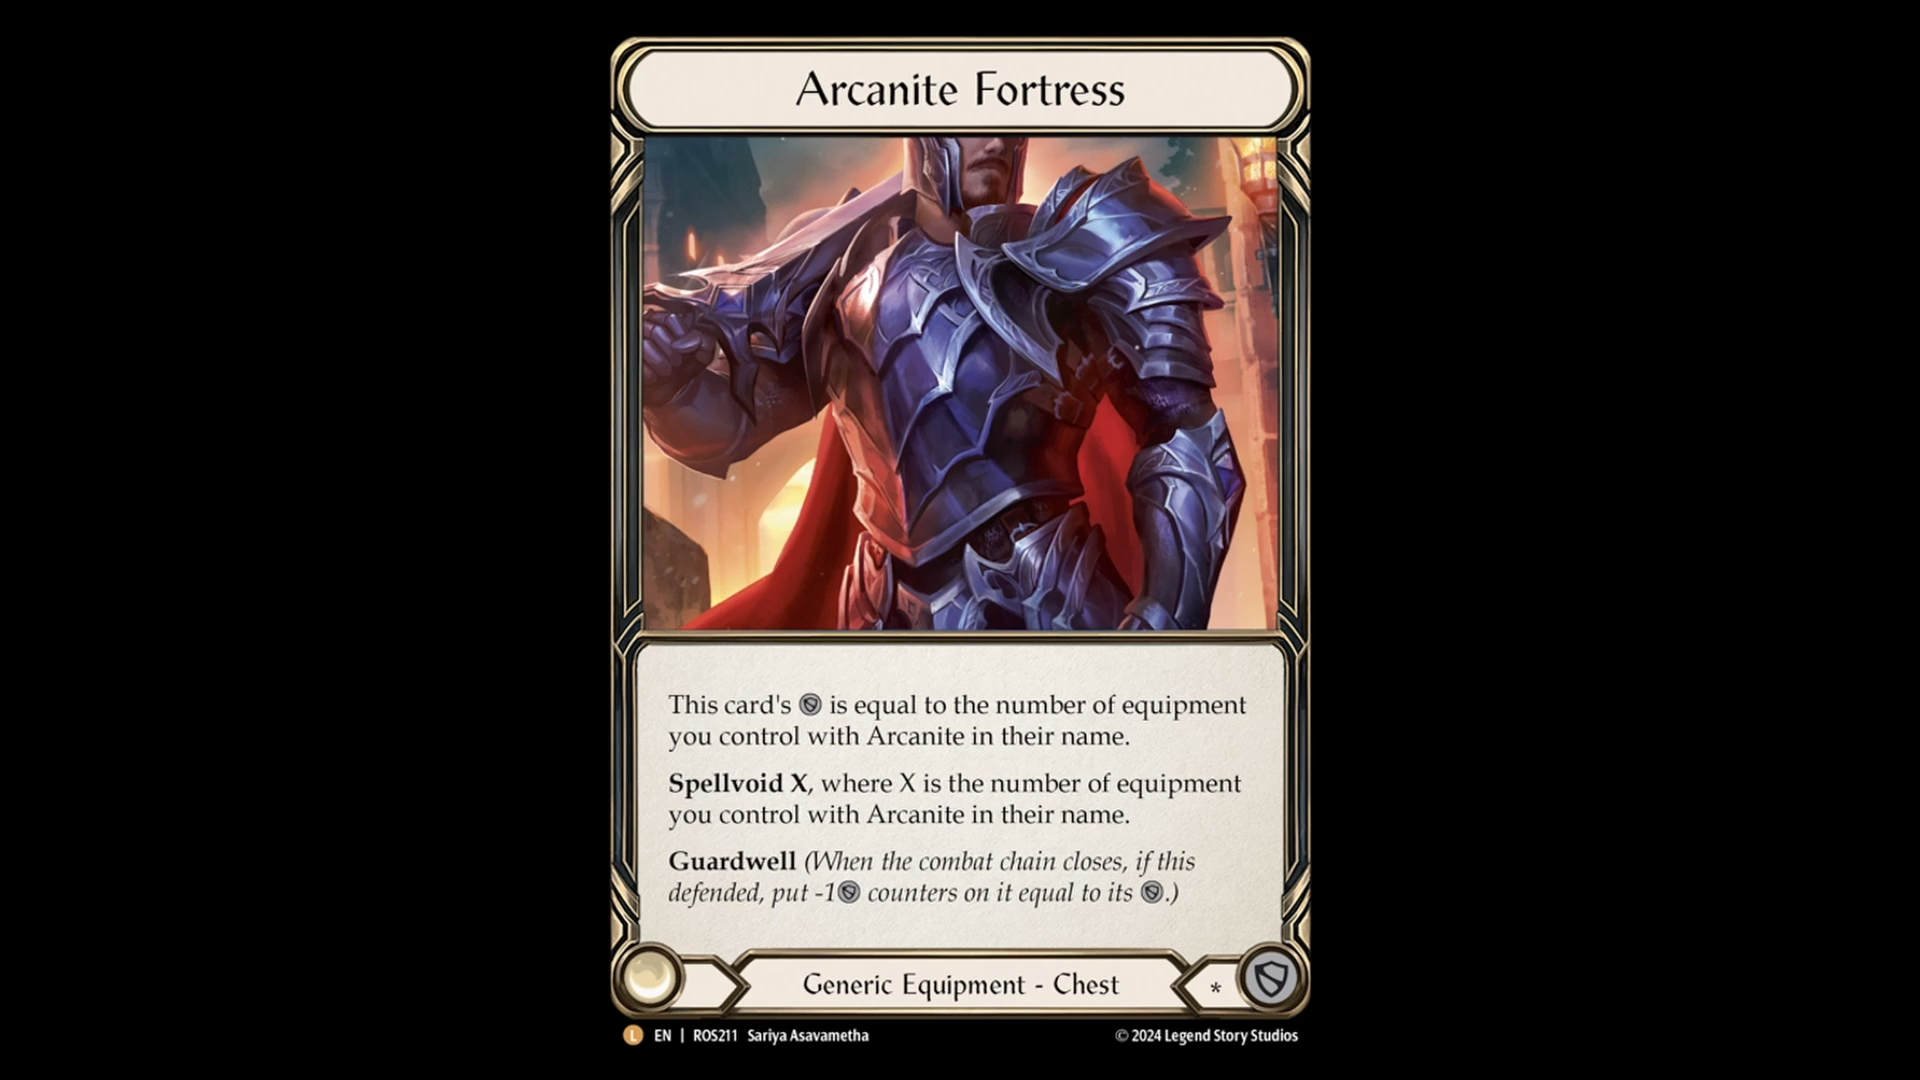 Arcanite Fortress
This card's is equal to the number of equipment
you control with Arcanite in their name.
Spellvoid X, where X is the number of equipment
you control with Arcanite in their name.
Guardwell (When the combat chain closes, if this
defended, put -1 counters on it equal to its .)
Generic Equipment - Chest
*
L EN | ROS211 Sariya Asavametha
© 2024 Legend Story Studios